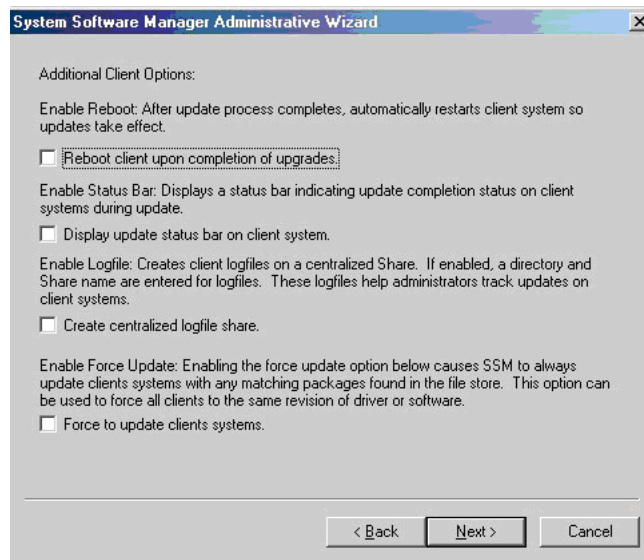 System Software Manager Administrative Wizard
Additional Client Options:
Enable Reboot: After update process completes, automatically restarts client system so
updates take effect.
Reboot client upon completion of upgrades.
Enable Status Bar: Displays a status bar indicating update completion status on client
systems during update.
Display update status bar on client system.
Enable Logfile: Creates client logfiles on a centralized Share. If enabled, a directory and
Share name are entered for logfiles. These logfiles help administrators track updates on
client systems.
Create centralized logfile share.
Enable Force Update: Enabling the force update option below causes SSM to always
update clients systems with any matching packages found in the file store. This option can
be used to force all clients to the same revision of driver or software.
Force to update clients systems.
< Back Next > Cancel